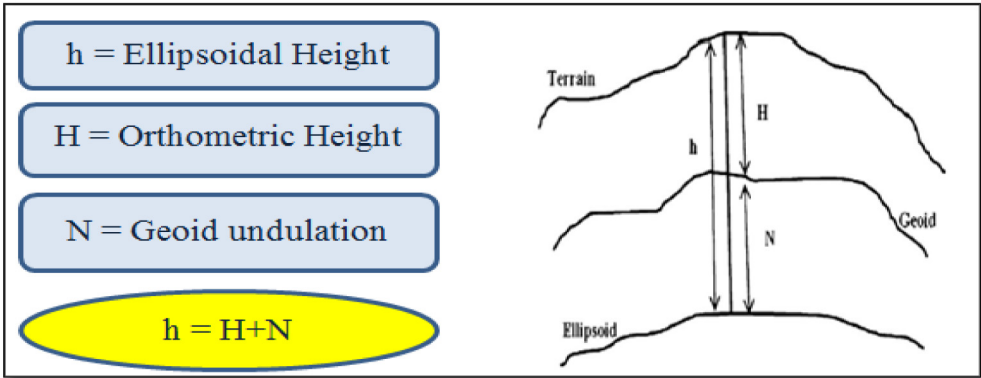 h = Ellipsoidal Height
H = Orthometric Height
N = Geoid undulation
h = H+N
Terrain
H
h
Geoid
N
Ellipsoid